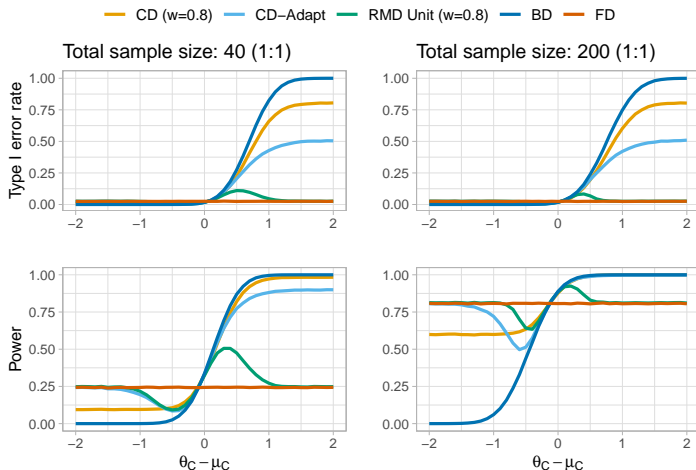 CD (w=0.8) CD−Adapt RMD Unit (w=0.8) BD FD
Total sample size: 40 (1:1) Total sample size: 200 (1:1)
Type I error rate
1.00
0.75
0.50
0.25
0.00
−2 −1 0 1 2
1.00
0.75
0.50
0.25
0.00
−2 −1 0 1 2
Power
1.00
0.75
0.50
0.25
0.00
−2 −1 0 1 2
θC − μC
1.00
0.75
0.50
0.25
0.00
−2 −1 0 1 2
θC − μC